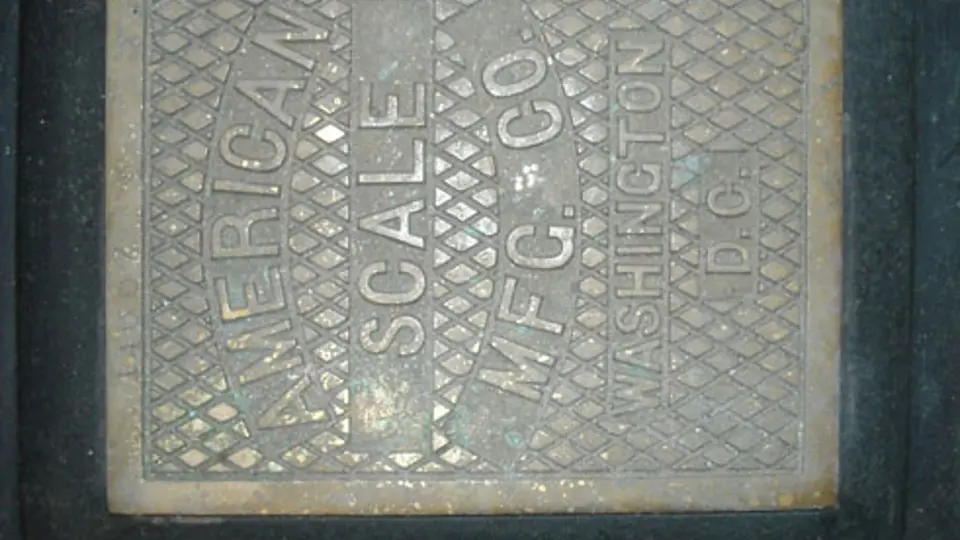 AMERICAN
SCALE
MFG. CO.
WASHINGTON
D.C.